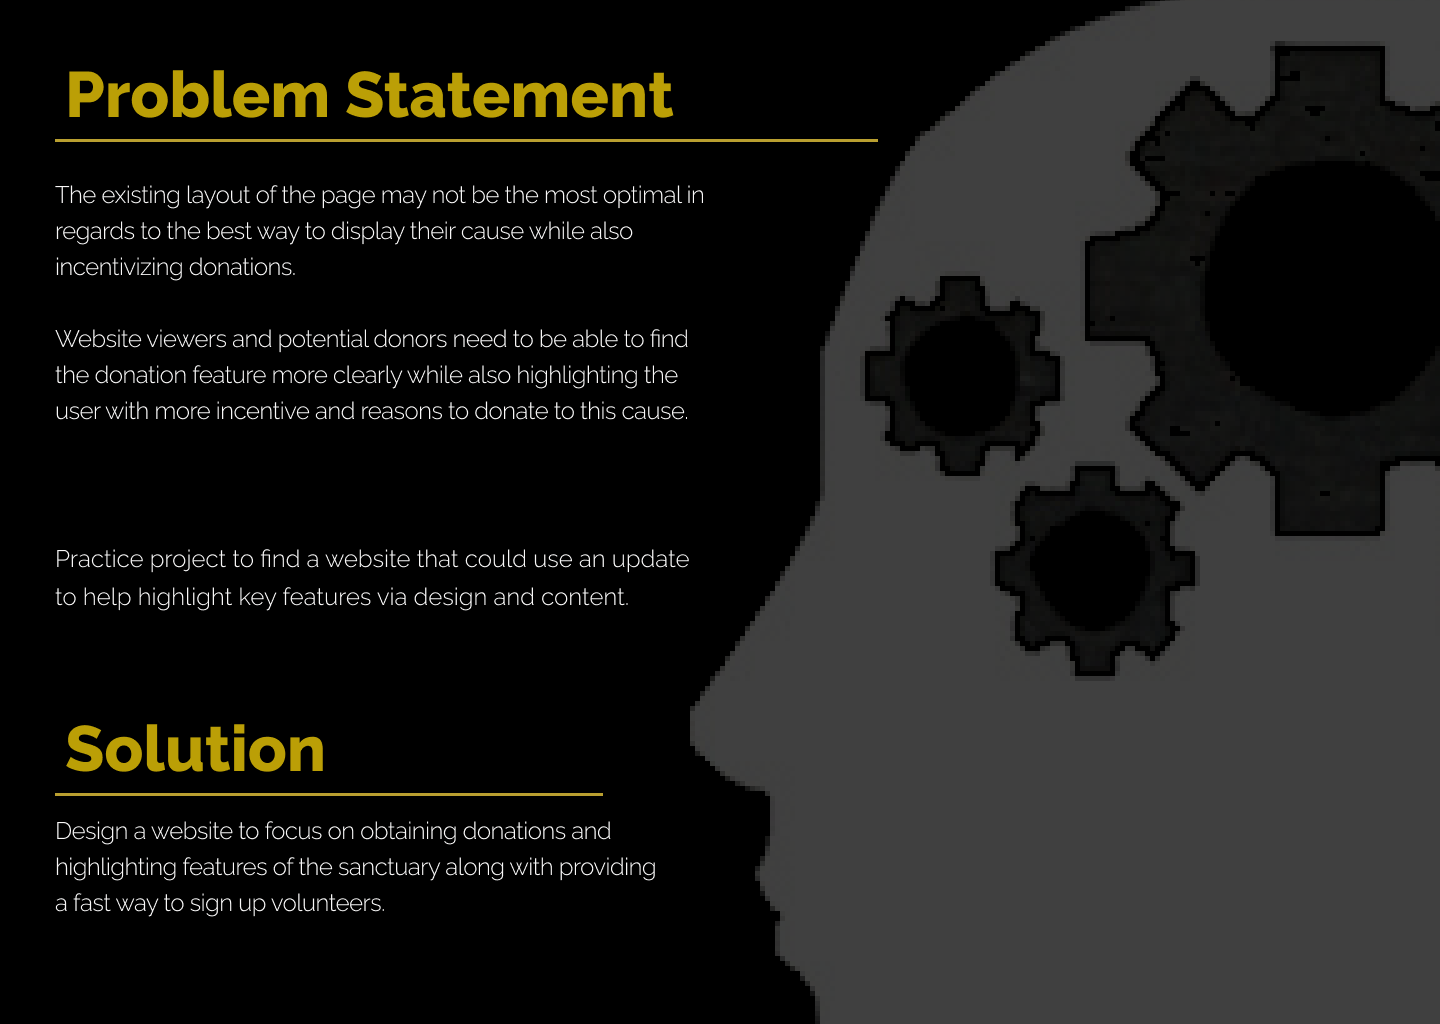 Problem Statement
The existing layout of the page may not be the most optimal in
regards to the best way to display their cause while also
incentivizing donations.
Website viewers and potential donors need to be able to find
the donation feature more clearly while also highlighting the
user with more incentive and reasons to donate to this cause.
Practice project to find a website that could use an update
to help highlight key features via design and content.
Solution
Design a website to focus on obtaining donations and
highlighting features of the sanctuary along with providing
a fast way to sign up volunteers.